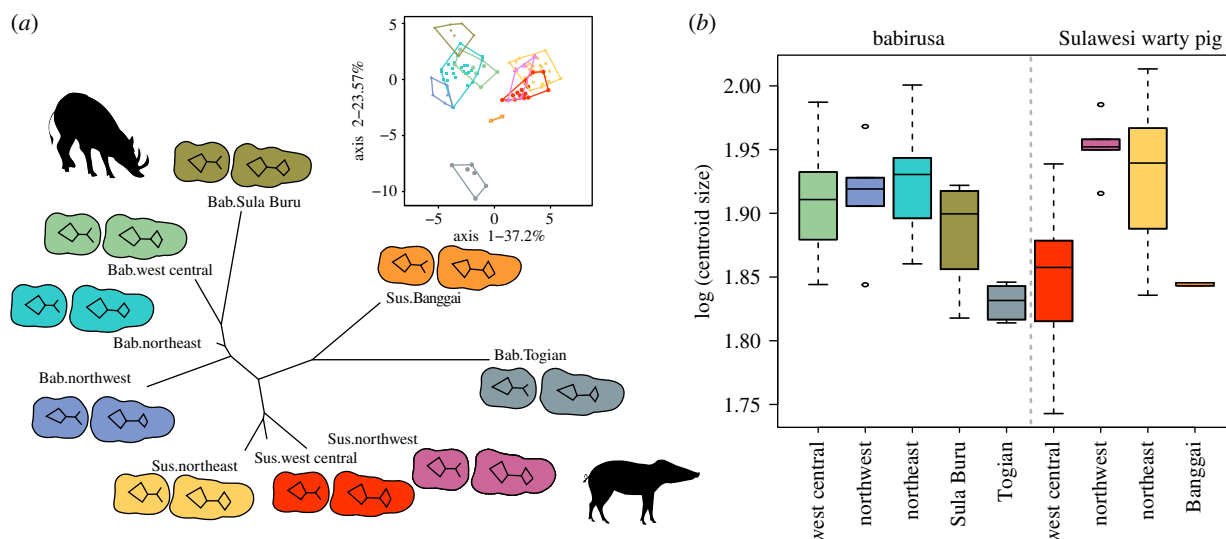 (a)
5
0
−5
−10
axis 2−23.57%
−5
0
5
axis 1−37.2%
Bab.Sula Buru
Bab.west central
Bab.northeast
Bab.northwest
Sus.Banggai
Bab.Togian
Sus.northwest
Sus.west central
Sus.northeast
(b)
babirusa
Sulawesi warty pig
log (centroid size)
2.00
1.95
1.90
1.85
1.80
1.75
west central
northwest
northeast
Sula Buru
Togian
west central
northwest
northeast
Banggai